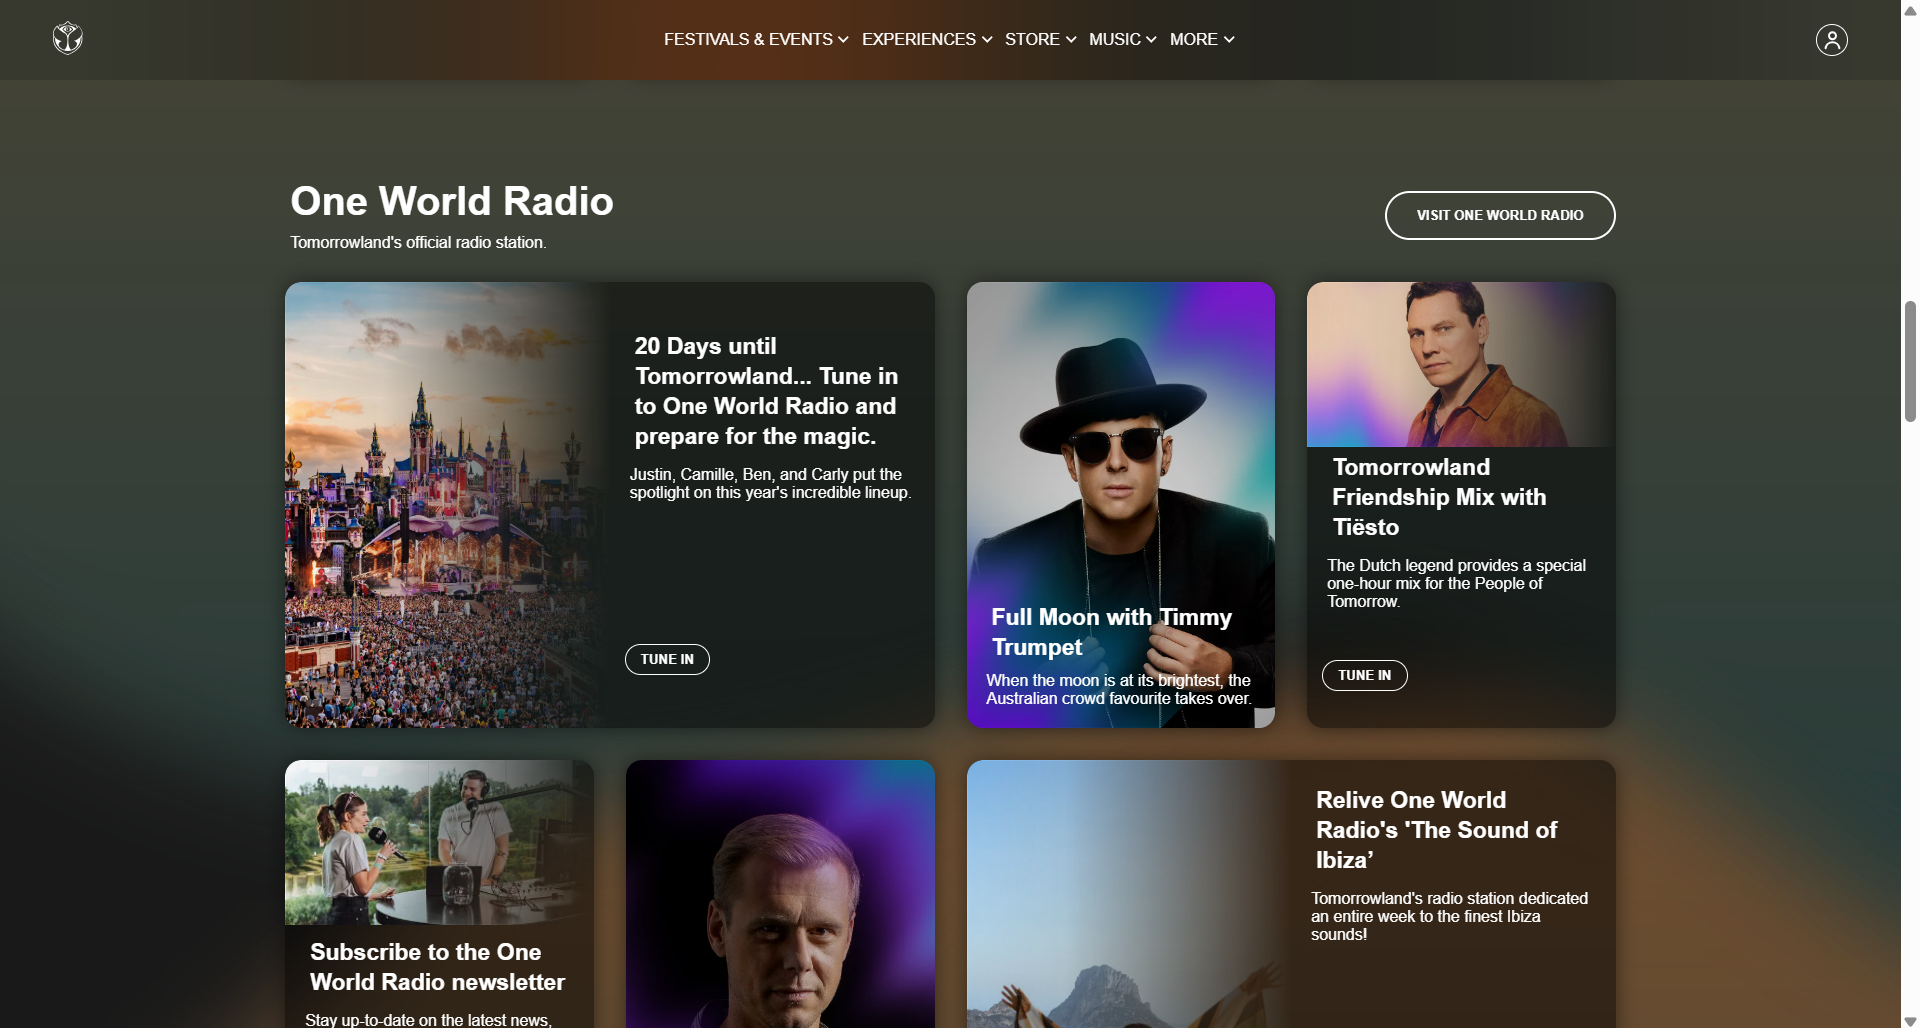 FESTIVALS & EVENTS
EXPERIENCES
STORE
MUSIC
MORE
One World Radio
Tomorrowland's official radio station.
VISIT ONE WORLD RADIO
20 Days until
Tomorrowland... Tune in
to One World Radio and
prepare for the magic.
Justin, Camille, Ben, and Carly put the
spotlight on this year's incredible lineup.
TUNE IN
Full Moon with Timmy
Trumpet
When the moon is at its brightest, the
Australian crowd favourite takes over.
Tomorrowland
Friendship Mix with
Tiësto
The Dutch legend provides a special
one-hour mix for the People of
Tomorrow.
TUNE IN
Subscribe to the One
World Radio newsletter
Stay up-to-date on the latest news,
Relive One World
Radio's 'The Sound of
Ibiza’
Tomorrowland's radio station dedicated
an entire week to the finest Ibiza
sounds!